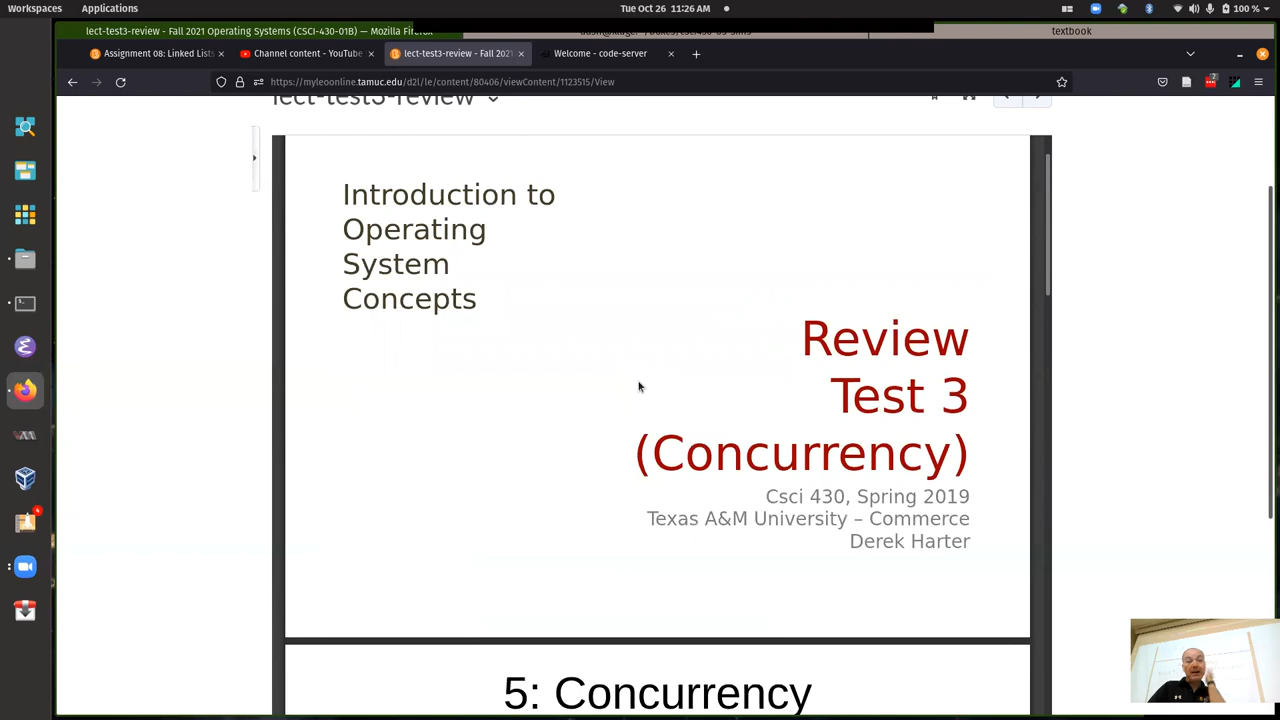 Workspaces Applications Tue Oct 26 11:26 AM 100 %
lect-test3-review - Fall 2021 Operating Systems (CSCI-430-01B) — Mozilla Firefox textbook
Assignment 08: Linked Lists Channel content - YouTube lect-test3-review - Fall 2021 Welcome - code-server
https://myleoonline.tamuc.edu/d2l/le/content/80406/viewContent/1123515/View
lect-test3-review
Introduction to
Operating
System
Concepts
Review
Test 3
(Concurrency)
Csci 430, Spring 2019
Texas A&M University – Commerce
Derek Harter
5: Concurrency